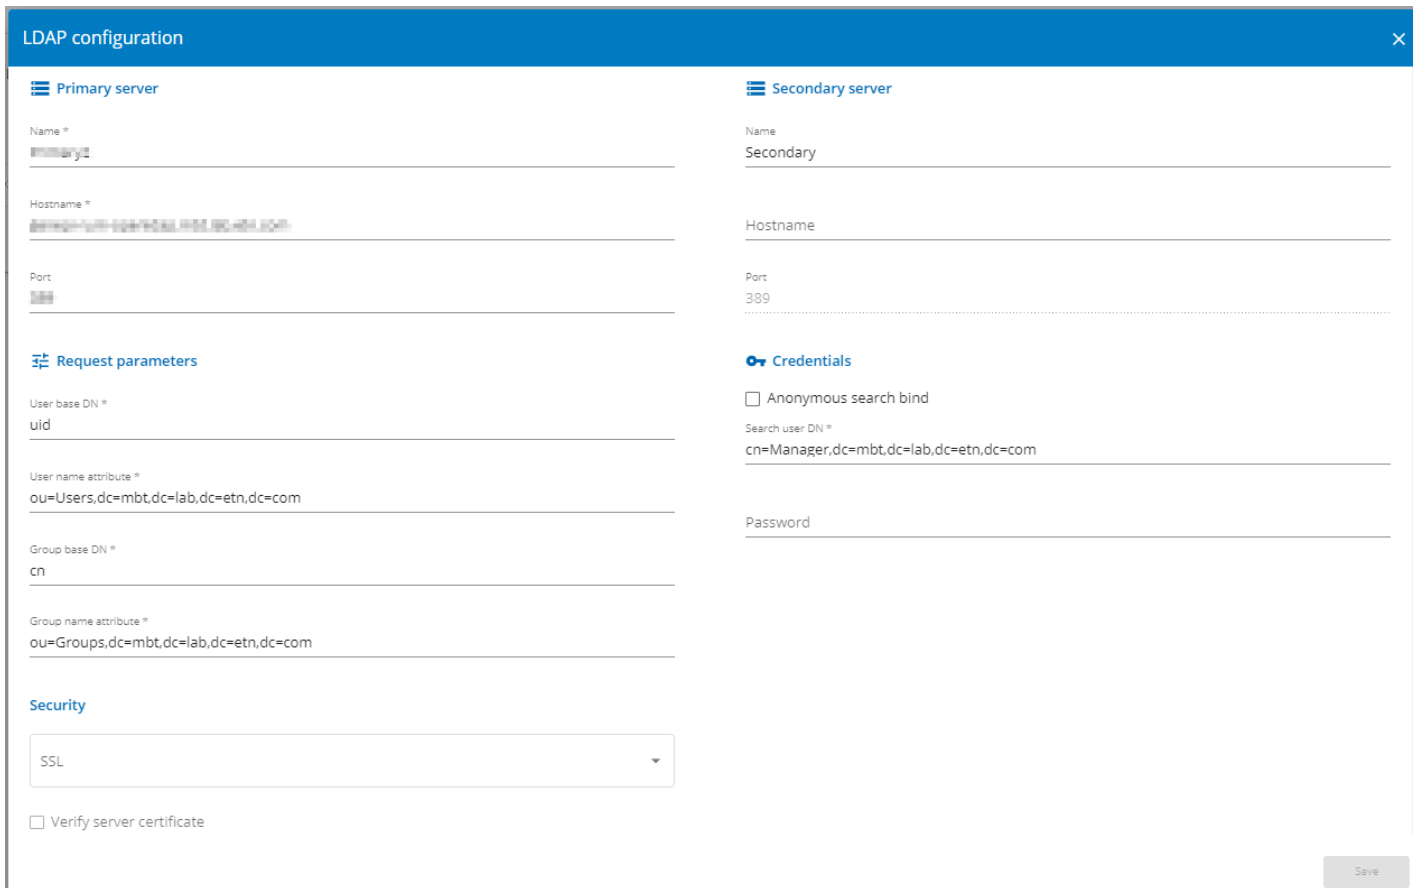 LDAP configuration
Primary server
Name *
Hostname *
Port
Secondary server
Name
Secondary
Hostname
Port
389
Request parameters
User base DN *
uid
User name attribute *
ou=Users,dc=mbt,dc=lab,dc=etn,dc=com
Group base DN *
cn
Group name attribute *
ou=Groups,dc=mbt,dc=lab,dc=etn,dc=com
Credentials
Anonymous search bind
Search user DN *
cn=Manager,dc=mbt,dc=lab,dc=etn,dc=com
Password
Security
SSL
Verify server certificate
Save